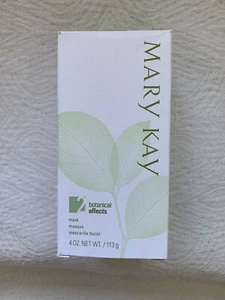 MARY KAY
2
botanical
effects
mask
masque
mascarilla facial
4 OZ. NET WT. / 113 g